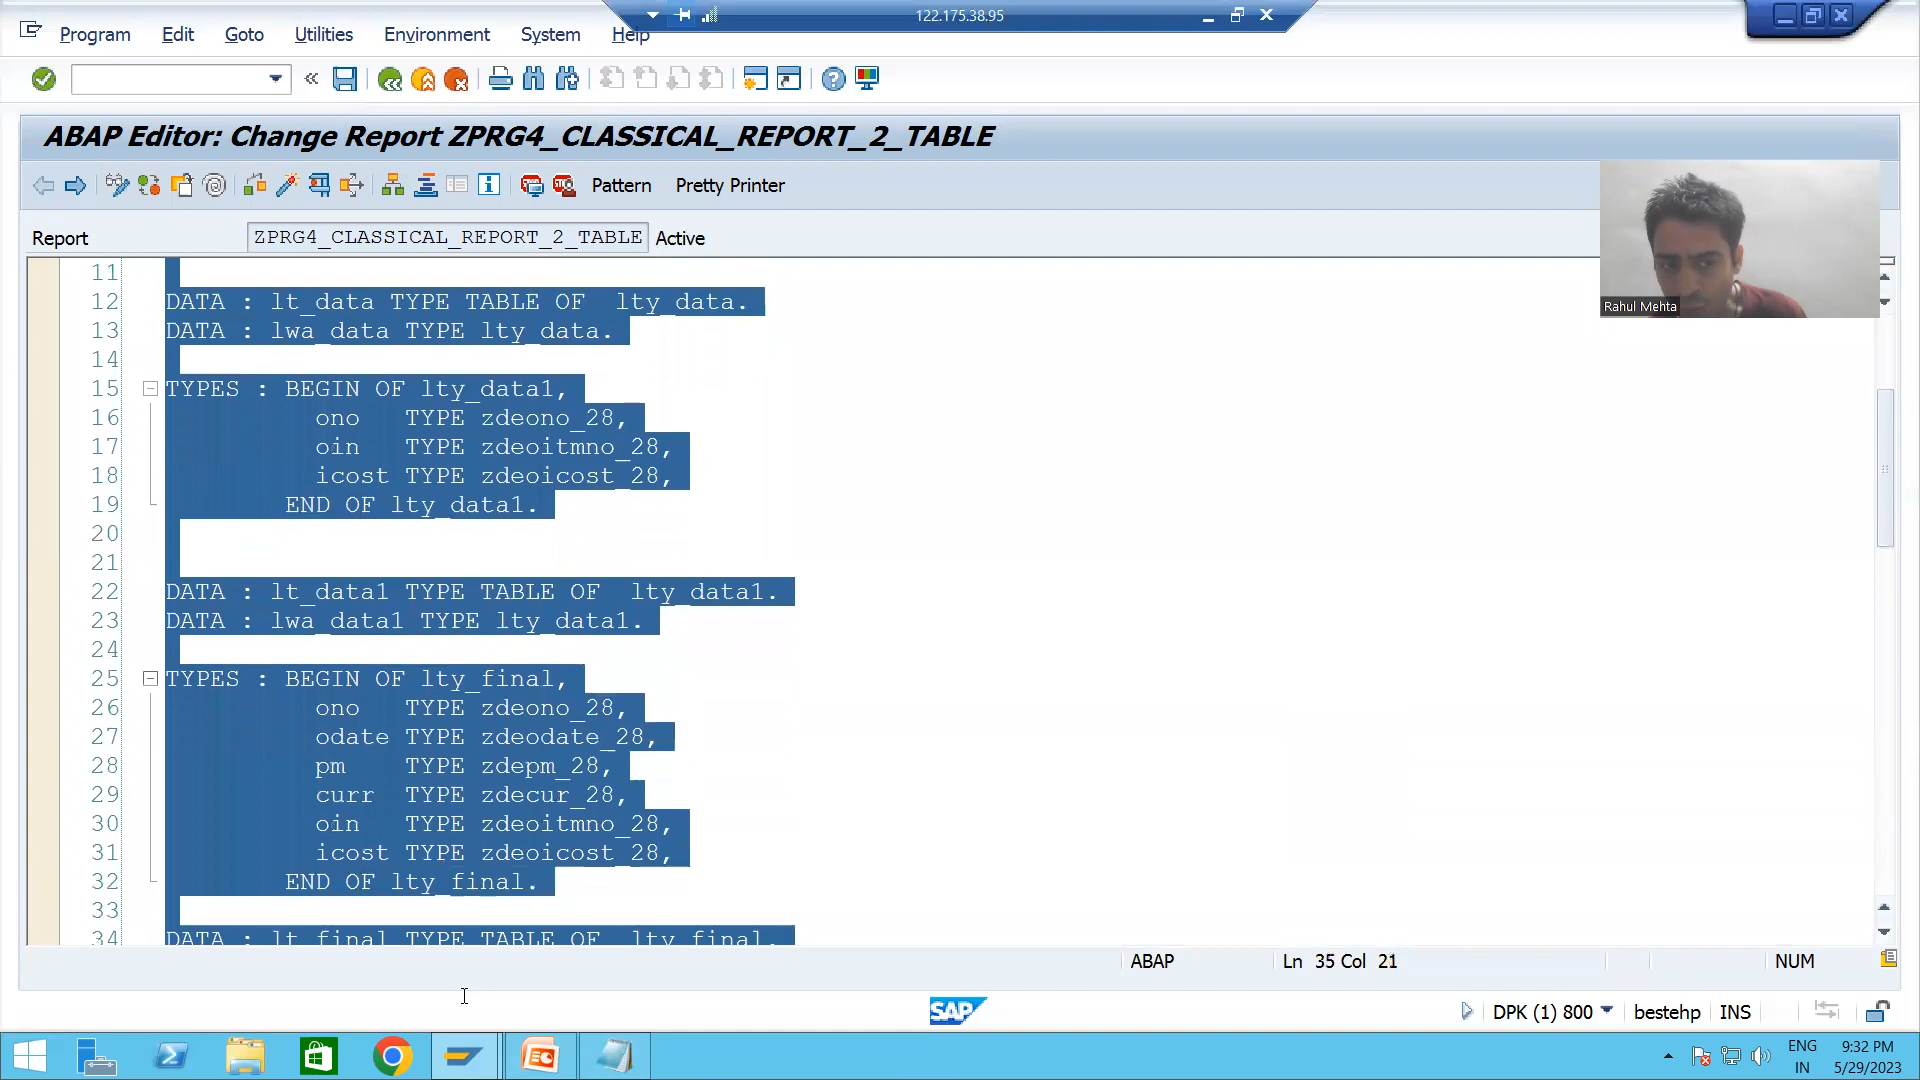 122.175.38.95
Program Edit Goto Utilities Environment System Help
ABAP Editor: Change Report ZPRG4_CLASSICAL_REPORT_2_TABLE
Pattern Pretty Printer
Report ZPRG4_CLASSICAL_REPORT_2_TABLE Active
Rahul Mehta
11
12 DATA : lt_data TYPE TABLE OF lty_data.
13 DATA : lwa_data TYPE lty_data.
14
15 TYPES : BEGIN OF lty_data1,
16 ono TYPE zdeono_28,
17 oin TYPE zdeoitmno_28,
18 icost TYPE zdeoicost_28,
19 END OF lty_data1.
20
21
22 DATA : lt_data1 TYPE TABLE OF lty_data1.
23 DATA : lwa_data1 TYPE lty_data1.
24
25 TYPES : BEGIN OF lty_final,
26 ono TYPE zdeono_28,
27 odate TYPE zdeodate_28,
28 pm TYPE zdepm_28,
29 curr TYPE zdecur_28,
30 oin TYPE zdeoitmno_28,
31 icost TYPE zdeoicost_28,
32 END OF lty_final.
33
34 DATA : lt_final TYPE TABLE OF lty_final.
ABAP Ln 35 Col 21 NUM
SAP DPK (1) 800 bestehp INS
ENG 9:32 PM
IN 5/29/2023